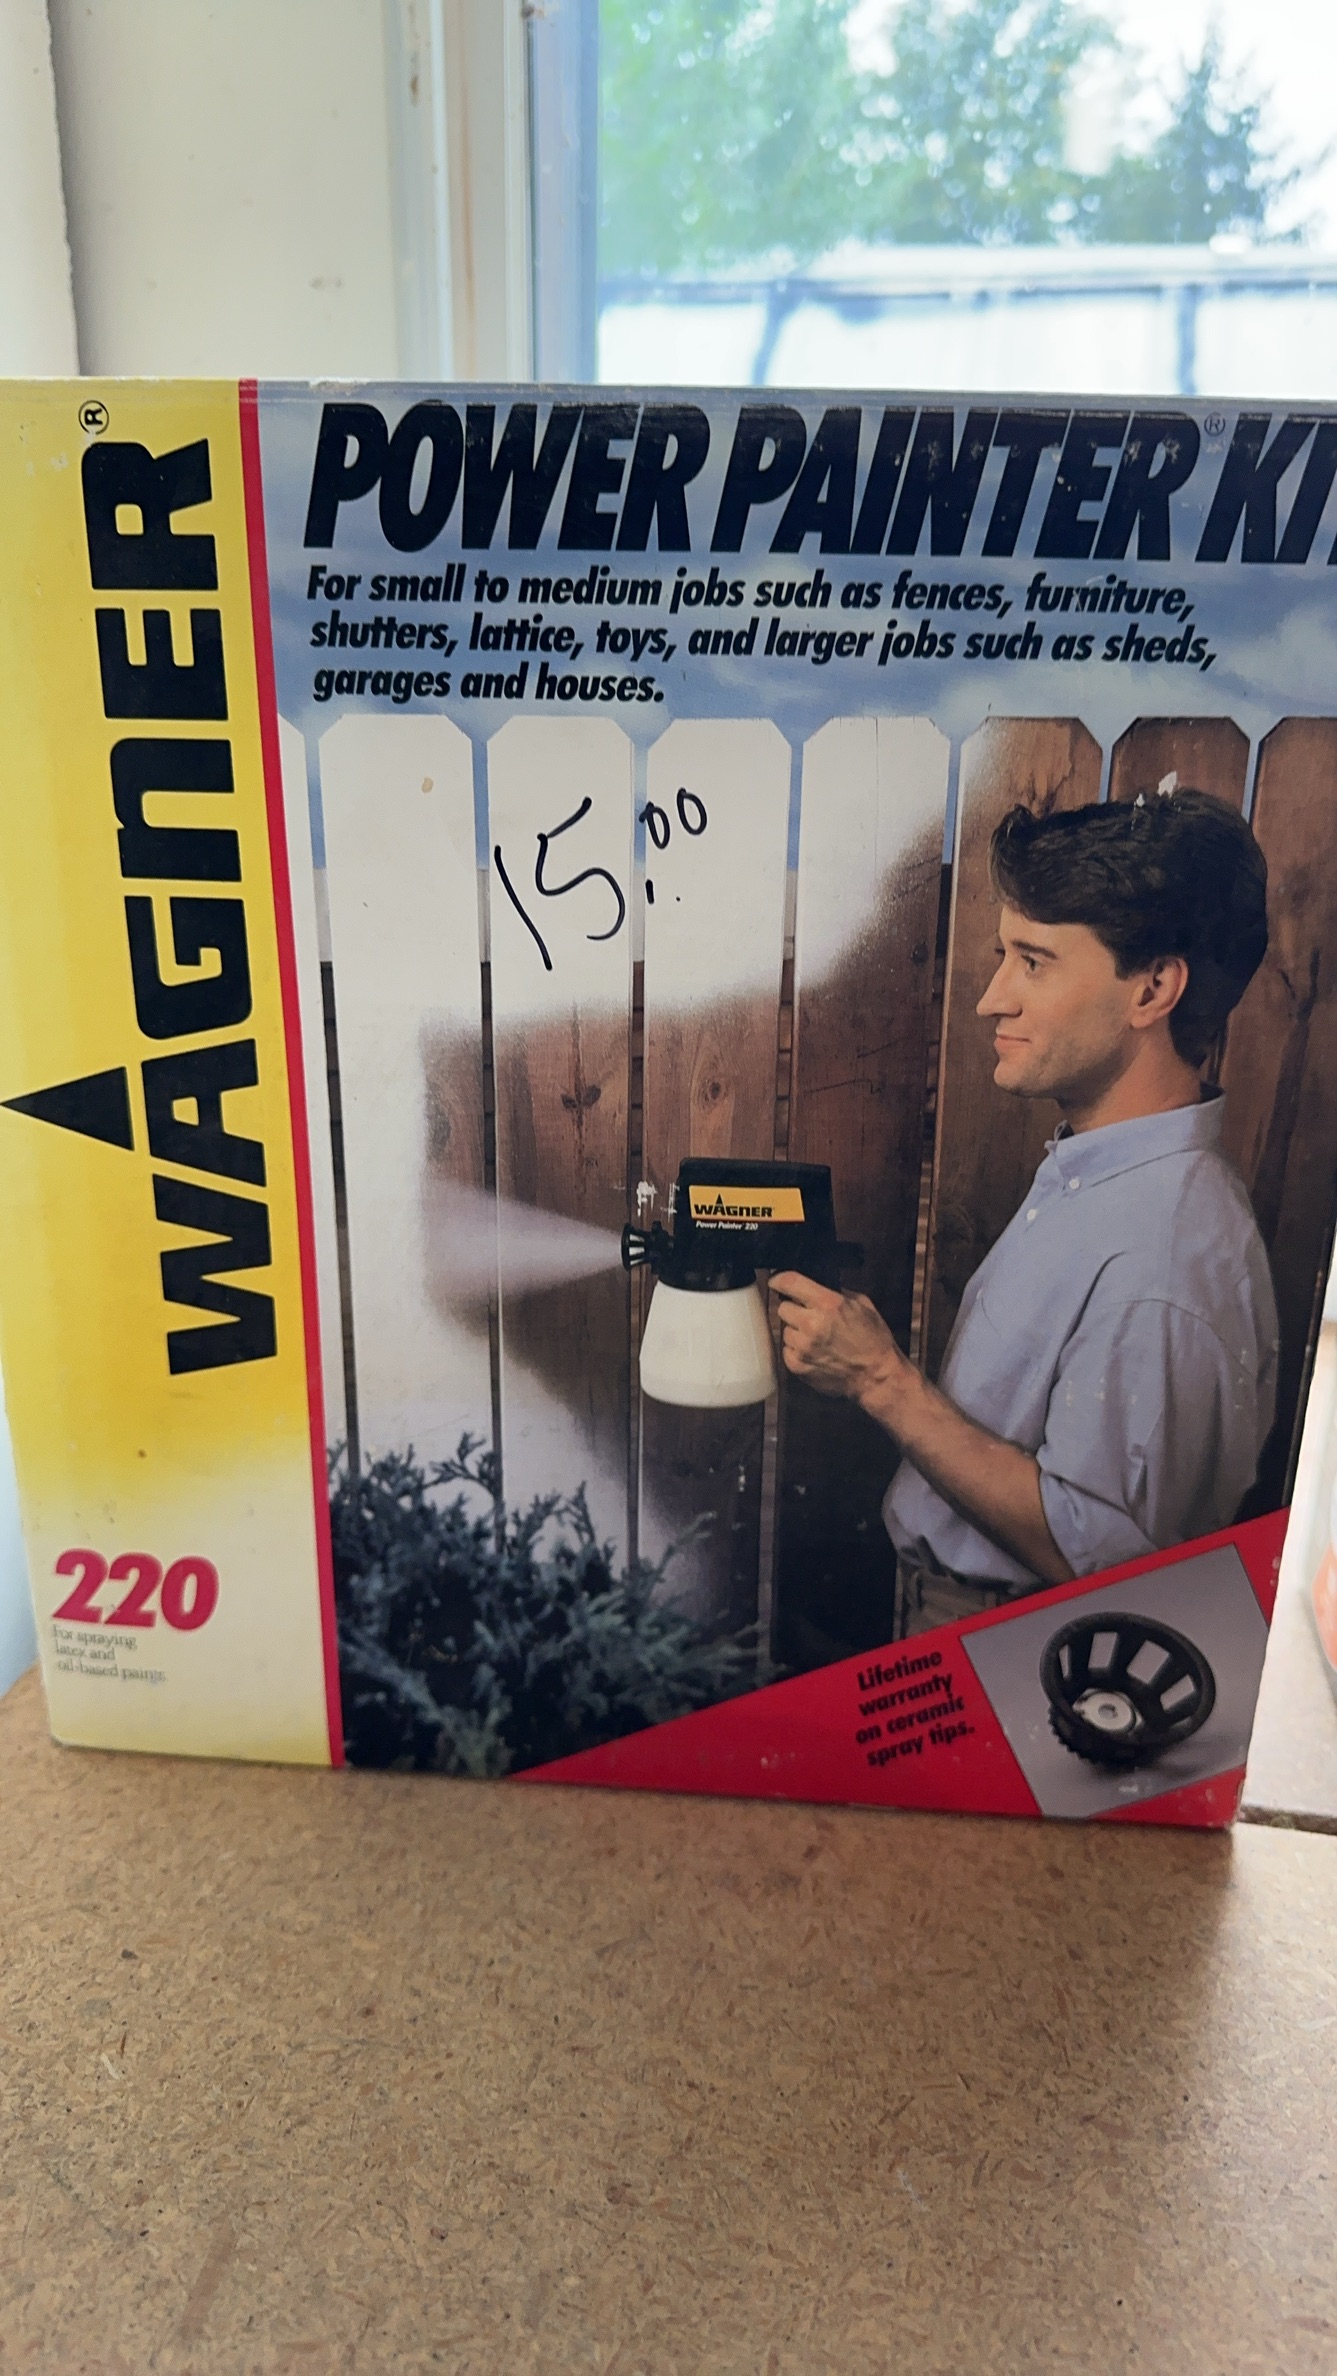 WAGNER®
POWER PAINTER® KI
For small to medium jobs such as fences, furniture,
shutters, lattice, toys, and larger jobs such as sheds,
garages and houses.
15.00
WAGNER
Power Painter 220
220
For spraying
latex and
oil-based paints
Lifetime
warranty
on ceramic
spray tips.